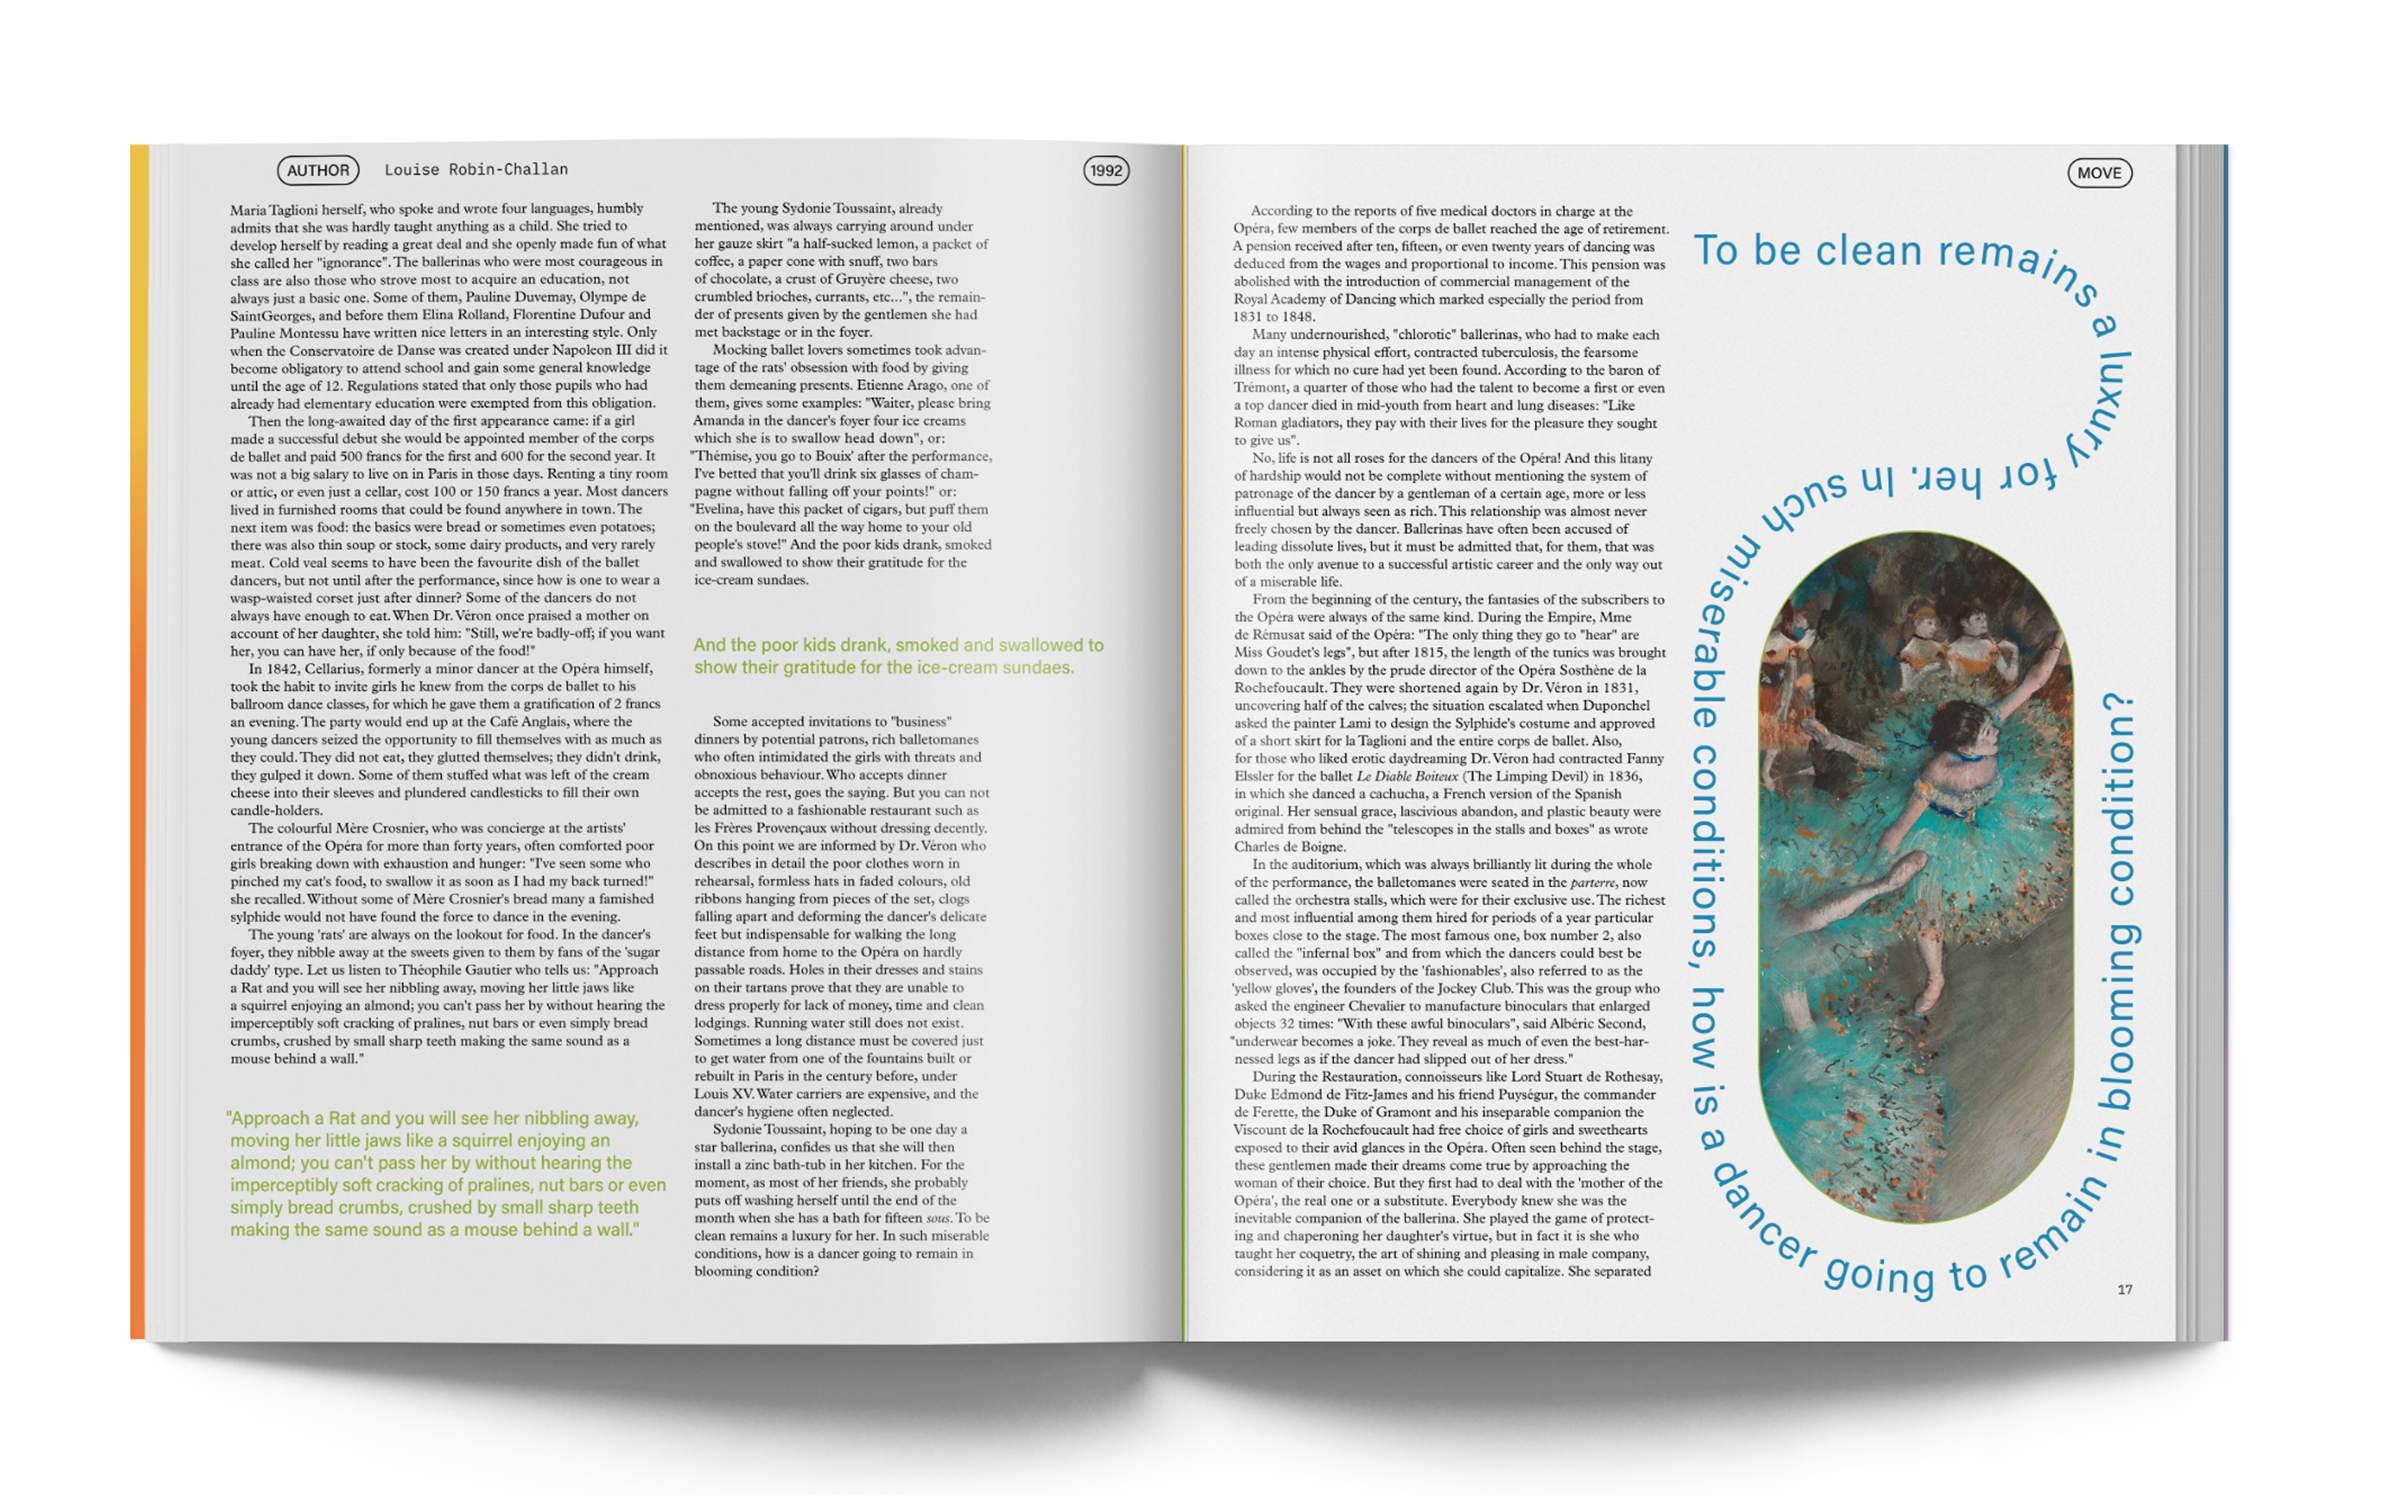 AUTHOR Louise Robin-Challan
1992
Maria Taglioni herself, who spoke and wrote four languages, humbly
admits that she was hardly taught anything as a child. She tried to
develop herself by reading a great deal and she openly made fun of what
she called her "ignorance". The ballerinas who were most courageous in
class are also those who strove most to acquire an education, not
always just a basic one. Some of them, Pauline Duvernay, Olympe de
SaintGeorges, and before them Elina Rolland, Florentine Dufour and
Pauline Montessu have written nice letters in an interesting style. Only
when the Conservatoire de Danse was created under Napoleon III did it
become obligatory to attend school and gain some general knowledge
until the age of 12. Regulations stated that only those pupils who had
already had elementary education were exempted from this obligation.
Then the long-awaited day of the first appearance came: if a girl
made a successful debut she would be appointed member of the corps
de ballet and paid 500 francs for the first and 600 for the second year. It
was not a big salary to live on in Paris in those days. Renting a tiny room
or attic, or even just a cellar, cost 100 or 150 francs a year. Most dancers
lived in furnished rooms that could be found anywhere in town. The
next item was food: the basics were bread or sometimes even potatoes;
there was also thin soup or stock, some dairy products, and very rarely
meat. Cold veal seems to have been the favourite dish of the ballet
dancers, but not until after the performance, since how is one to wear a
wasp-waisted corset just after dinner? Some of the dancers do not
always have enough to eat. When Dr. Véron once praised a mother on
account of her daughter, she told him: "Still, we're badly-off; if you want
her, you can have her, if only because of the food!"
In 1842, Cellarius, formerly a minor dancer at the Opéra himself,
took the habit to invite girls he knew from the corps de ballet to his
ballroom dance classes, for which he gave them a gratification of 2 francs
an evening. The party would end up at the Café Anglais, where the
young dancers seized the opportunity to fill themselves with as much as
they could. They did not eat, they glutted themselves; they didn't drink,
they gulped it down. Some of them stuffed what was left of the cream
cheese into their sleeves and plundered candlesticks to fill their own
candle-holders.
The colourful Mère Crosnier, who was concierge at the artists'
entrance of the Opéra for more than forty years, often comforted poor
girls breaking down with exhaustion and hunger: "I've seen some who
pinched my cat's food, to swallow it as soon as I had my back turned!"
she recalled. Without some of Mère Crosnier's bread many a famished
sylphide would not have found the force to dance in the evening.
The young 'rats' are always on the lookout for food. In the dancer's
foyer, they nibble away at the sweets given to them by fans of the 'sugar
daddy' type. Let us listen to Théophile Gautier who tells us: "Approach
a Rat and you will see her nibbling away, moving her little jaws like
a squirrel enjoying an almond; you can't pass her by without hearing the
imperceptibly soft cracking of pralines, nut bars or even simply bread
crumbs, crushed by small sharp teeth making the same sound as a
mouse behind a wall."
"Approach a Rat and you will see her nibbling away,
moving her little jaws like a squirrel enjoying an
almond; you can't pass her by without hearing the
imperceptibly soft cracking of pralines, nut bars or even
simply bread crumbs, crushed by small sharp teeth
making the same sound as a mouse behind a wall."
The young Sydonie Toussaint, already
mentioned, was always carrying around under
her gauze skirt "a half-sucked lemon, a packet of
coffee, a paper cone with snuff, two bars
of chocolate, a crust of Gruyère cheese, two
crumbled brioches, currants, etc...", the remain-
der of presents given by the gentlemen she had
met backstage or in the foyer.
Mocking ballet lovers sometimes took advan-
tage of the rats' obsession with food by giving
them demeaning presents. Etienne Arago, one of
them, gives some examples: "Waiter, please bring
Amanda in the dancer's foyer four ice creams
which she is to swallow head down", or:
"Thémise, you go to Bouix' after the performance,
I've betted that you'll drink six glasses of cham-
pagne without falling off your points!" or:
"Evelina, have this packet of cigars, but puff them
on the boulevard all the way home to your old
people's stove!" And the poor kids drank, smoked
and swallowed to show their gratitude for the
ice-cream sundaes.
And the poor kids drank, smoked and swallowed to
show their gratitude for the ice-cream sundaes.
Some accepted invitations to "business"
dinners by potential patrons, rich balletomanes
who often intimidated the girls with threats and
obnoxious behaviour. Who accepts dinner
accepts the rest, goes the saying. But you can not
be admitted to a fashionable restaurant such as
les Frères Provençaux without dressing decently.
On this point we are informed by Dr. Véron who
describes in detail the poor clothes worn in
rehearsal, formless hats in faded colours, old
ribbons hanging from pieces of the set, clogs
falling apart and deforming the dancer's delicate
feet but indispensable for walking the long
distance from home to the Opéra on hardly
passable roads. Holes in their dresses and stains
on their tartans prove that they are unable to
dress properly for lack of money, time and clean
lodgings. Running water still does not exist.
Sometimes a long distance must be covered just
to get water from one of the fountains built or
rebuilt in Paris in the century before, under
Louis XV. Water carriers are expensive, and the
dancer's hygiene often neglected.
Sydonie Toussaint, hoping to be one day a
star ballerina, confides us that she will then
install a zinc bath-tub in her kitchen. For the
moment, as most of her friends, she probably
puts off washing herself until the end of the
month when she has a bath for fifteen sous. To be
clean remains a luxury for her. In such miserable
conditions, how is a dancer going to remain in
blooming condition?
MOVE
According to the reports of five medical doctors in charge at the
Opéra, few members of the corps de ballet reached the age of retirement.
A pension received after ten, fifteen, or even twenty years of dancing was
deduced from the wages and proportional to income. This pension was
abolished with the introduction of commercial management of the
Royal Academy of Dancing which marked especially the period from
1831 to 1848.
Many undernourished, "chlorotic" ballerinas, who had to make each
day an intense physical effort, contracted tuberculosis, the fearsome
illness for which no cure had yet been found. According to the baron of
Trémont, a quarter of those who had the talent to become a first or even
a top dancer died in mid-youth from heart and lung diseases: "Like
Roman gladiators, they pay with their lives for the pleasure they sought
to give us".
No, life is not all roses for the dancers of the Opéra! And this litany
of hardship would not be complete without mentioning the system of
patronage of the dancer by a gentleman of a certain age, more or less
influential but always seen as rich. This relationship was almost never
freely chosen by the dancer. Ballerinas have often been accused of
leading dissolute lives, but it must be admitted that, for them, that was
both the only avenue to a successful artistic career and the only way out
of a miserable life.
From the beginning of the century, the fantasies of the subscribers to
the Opéra were always of the same kind. During the Empire, Mme
de Rémusat said of the Opéra: "The only thing they go to "hear" are
Miss Goudet's legs", but after 1815, the length of the tunics was brought
down to the ankles by the prude director of the Opéra Sosthène de la
Rochefoucault. They were shortened again by Dr. Véron in 1831,
uncovering half of the calves; the situation escalated when Duponchel
asked the painter Lami to design the Sylphide's costume and approved
of a short skirt for la Taglioni and the entire corps de ballet. Also,
for those who liked erotic daydreaming Dr. Véron had contracted Fanny
Elssler for the ballet Le Diable Boiteux (The Limping Devil) in 1836,
in which she danced a cachucha, a French version of the Spanish
original. Her sensual grace, lascivious abandon, and plastic beauty were
admired from behind the "telescopes in the stalls and boxes" as wrote
Charles de Boigne.
In the auditorium, which was always brilliantly lit during the whole
of the performance, the balletomanes were seated in the parterre, now
called the orchestra stalls, which were for their exclusive use. The richest
and most influential among them hired for periods of a year particular
boxes close to the stage. The most famous one, box number 2, also
called the "infernal box" and from which the dancers could best be
observed, was occupied by the 'fashionables', also referred to as the
'yellow gloves', the founders of the Jockey Club. This was the group who
asked the engineer Chevalier to manufacture binoculars that enlarged
objects 32 times: "With these awful binoculars", said Albéric Second,
"underwear becomes a joke. They reveal as much of even the best-har-
nessed legs as if the dancer had slipped out of her dress."
During the Restauration, connoisseurs like Lord Stuart de Rothesay,
Duke Edmond de Fitz-James and his friend Puységur, the commander
de Ferette, the Duke of Gramont and his inseparable companion the
Viscount de la Rochefoucault had free choice of girls and sweethearts
exposed to their avid glances in the Opéra. Often seen behind the stage,
these gentlemen made their dreams come true by approaching the
woman of their choice. But they first had to deal with the 'mother of the
Opéra', the real one or a substitute. Everybody knew she was the
inevitable companion of the ballerina. She played the game of protect-
ing and chaperoning her daughter's virtue, but in fact it is she who
taught her coquetry, the art of shining and pleasing in male company,
considering it as an asset on which she could capitalize. She separated
To be clean remains a luxury for her. In such miserable conditions, how is a dancer going to remain in blooming condition?
17